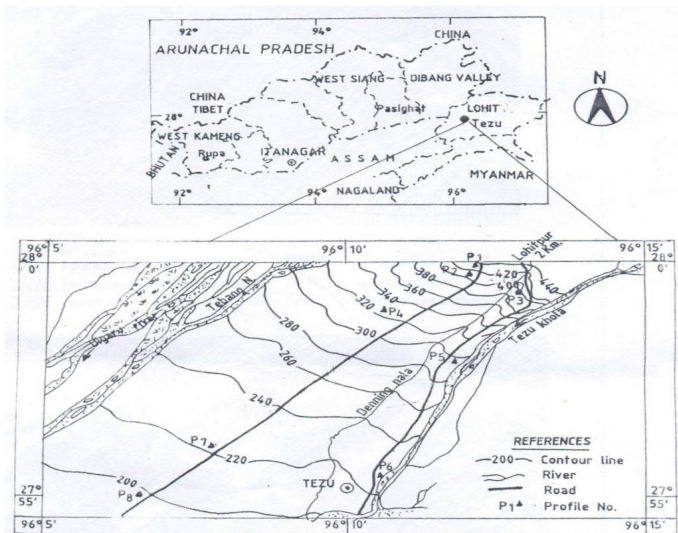 92° 94° CHINA
ARUNACHAL PRADESH
N
WEST SIANG DIBANG VALLEY
CHINA
TIBET
Pasighat
LOHIT
28°
Tezu
WEST KAMENG
BHUTAN
Rupa
ITANAGAR
ASSAM
MYANMAR
NAGALAND
92° 94° 96°
96° 5' 96° 10' 96° 15'
28° 0'
28° 0'
Lohitpur
2 Km.
P1
P2
380
420
400
440
P3
360
340
320
P4
300
280
260
240
220
200
Tebang N.
river
Tezu khola
P5
Denning nala
P7
P6
P8
TEZU
REFERENCES
200 Contour line
River
Road
P1 Profile No.
27° 55'
27° 55'
96° 5' 96° 10' 96° 15'